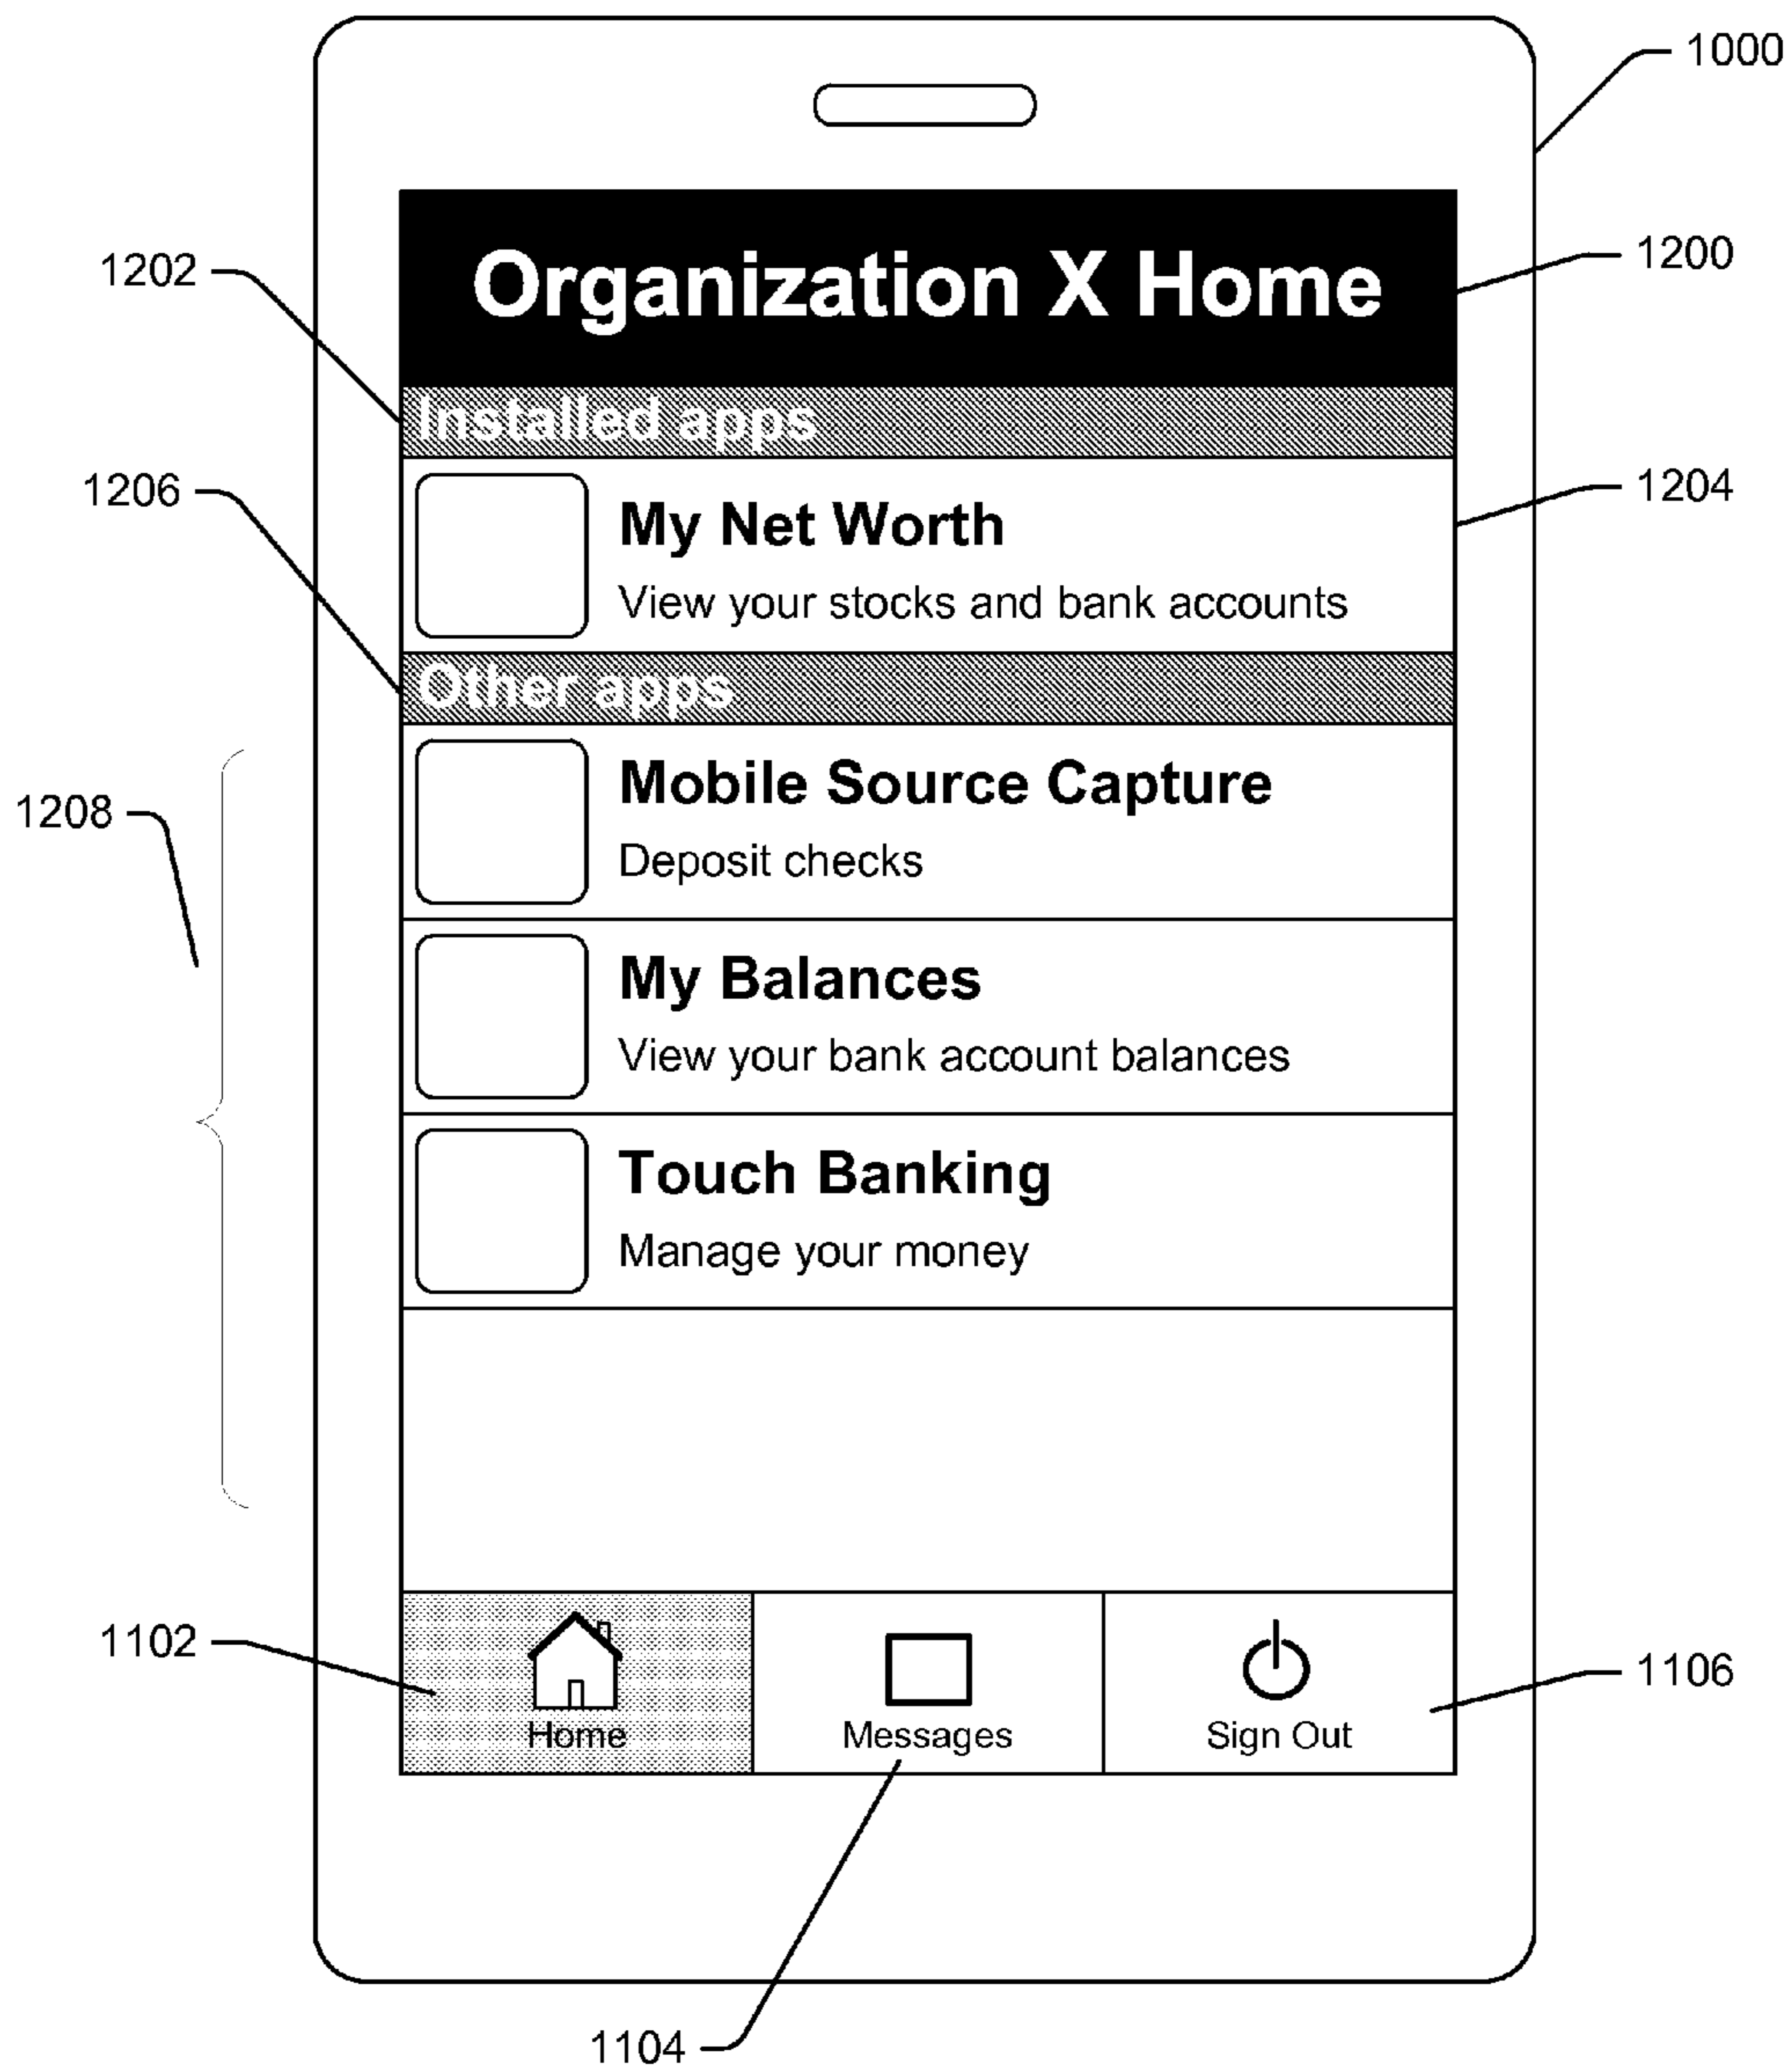 1000
Organization X Home
1200
1202
Installed apps
1204
1206
My Net Worth
View your stocks and bank accounts
Other apps
1208
Mobile Source Capture
Deposit checks
My Balances
View your bank account balances
Touch Banking
Manage your money
1102
1106
Home
Messages
Sign Out
1104